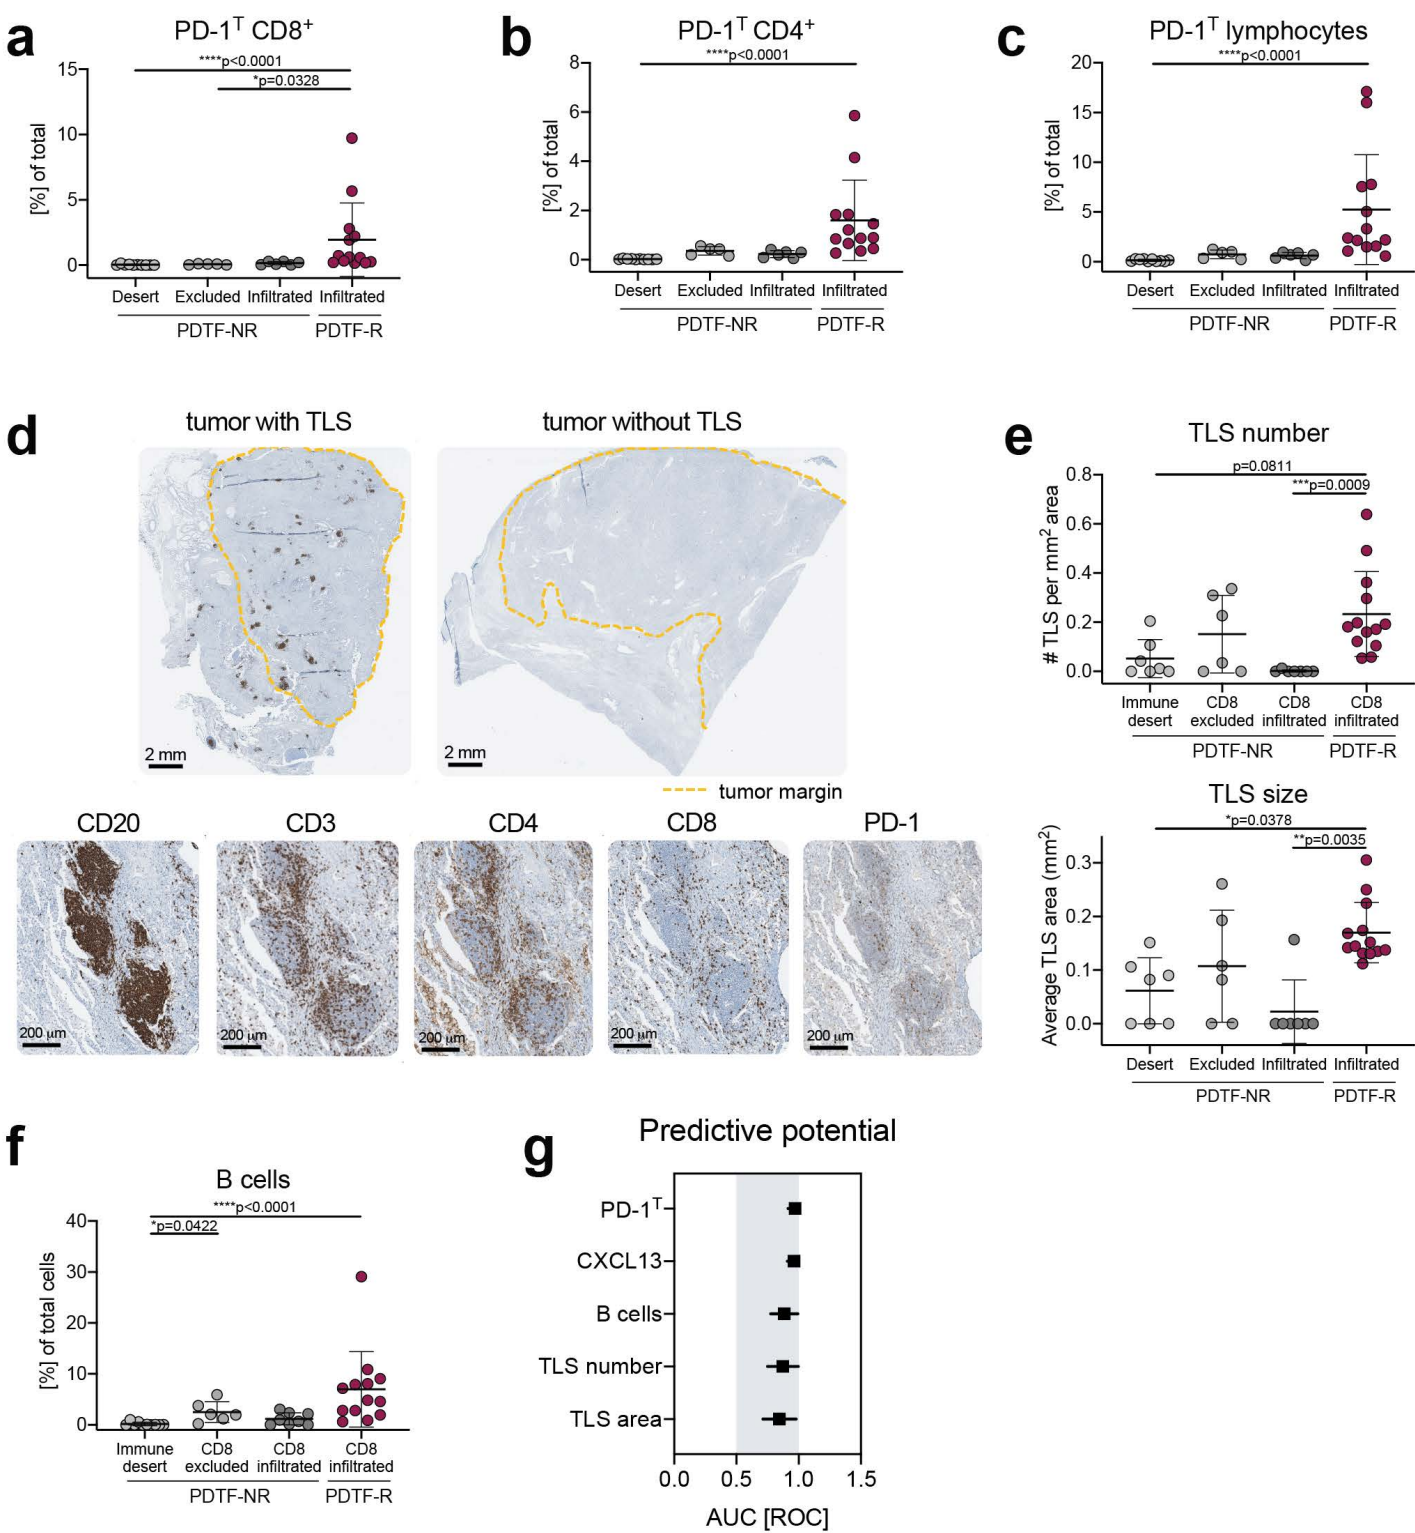 a
PD-1ᵀ CD8⁺
****p<0.0001
*p=0.0328
[%] of total
15
10
5
0
Desert Excluded Infiltrated Infiltrated
PDTF-NR PDTF-R
b
PD-1ᵀ CD4⁺
****p<0.0001
[%] of total
8
6
4
2
0
Desert Excluded Infiltrated Infiltrated
PDTF-NR PDTF-R
c
PD-1ᵀ lymphocytes
****p<0.0001
[%] of total
20
15
10
5
0
Desert Excluded Infiltrated Infiltrated
PDTF-NR PDTF-R
d
tumor with TLS
tumor without TLS
2 mm
2 mm
tumor margin
CD20
CD3
CD4
CD8
PD-1
200 µm
200 µm
200 µm
200 µm
200 µm
e
TLS number
p=0.0811
***p=0.0009
# TLS per mm² area
0.8
0.6
0.4
0.2
0.0
Immune CD8 CD8 CD8
desert excluded infiltrated infiltrated
PDTF-NR PDTF-R
TLS size
*p=0.0378
**p=0.0035
Average TLS area (mm²)
0.3
0.2
0.1
0.0
Desert Excluded Infiltrated Infiltrated
PDTF-NR PDTF-R
f
B cells
****p<0.0001
*p=0.0422
[%] of total cells
40
30
20
10
0
Immune CD8 CD8 CD8
desert excluded infiltrated infiltrated
PDTF-NR PDTF-R
g
Predictive potential
PD-1ᵀ
CXCL13
B cells
TLS number
TLS area
0.0 0.5 1.0 1.5
AUC [ROC]